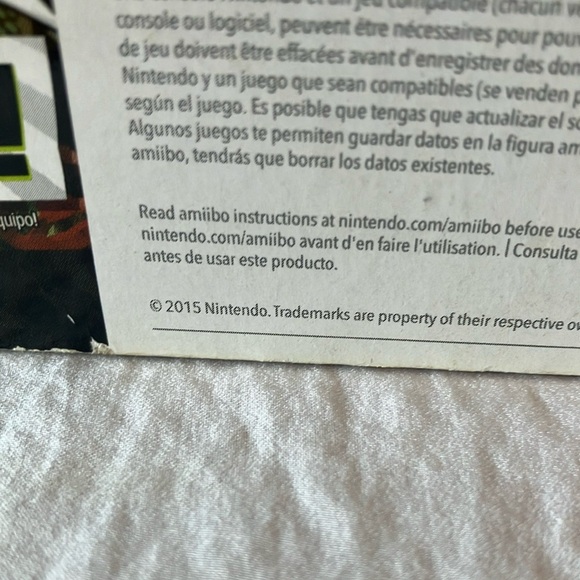 console ou logiciel, peuvent être nécessaires pour
de jeu doivent être effacées avant d'enregistrer des
Nintendo y un juego que sean compatibles (se venden
según el juego. Es posible que tengas que actualizar el
Algunos juegos te permiten guardar datos en la figura
amiibo, tendrás que borrar los datos existentes.
quipo!
Read amiibo instructions at nintendo.com/amiibo before use
nintendo.com/amiibo avant d'en faire l'utilisation. | Consulta
antes de usar este producto.
© 2015 Nintendo. Trademarks are property of their respective